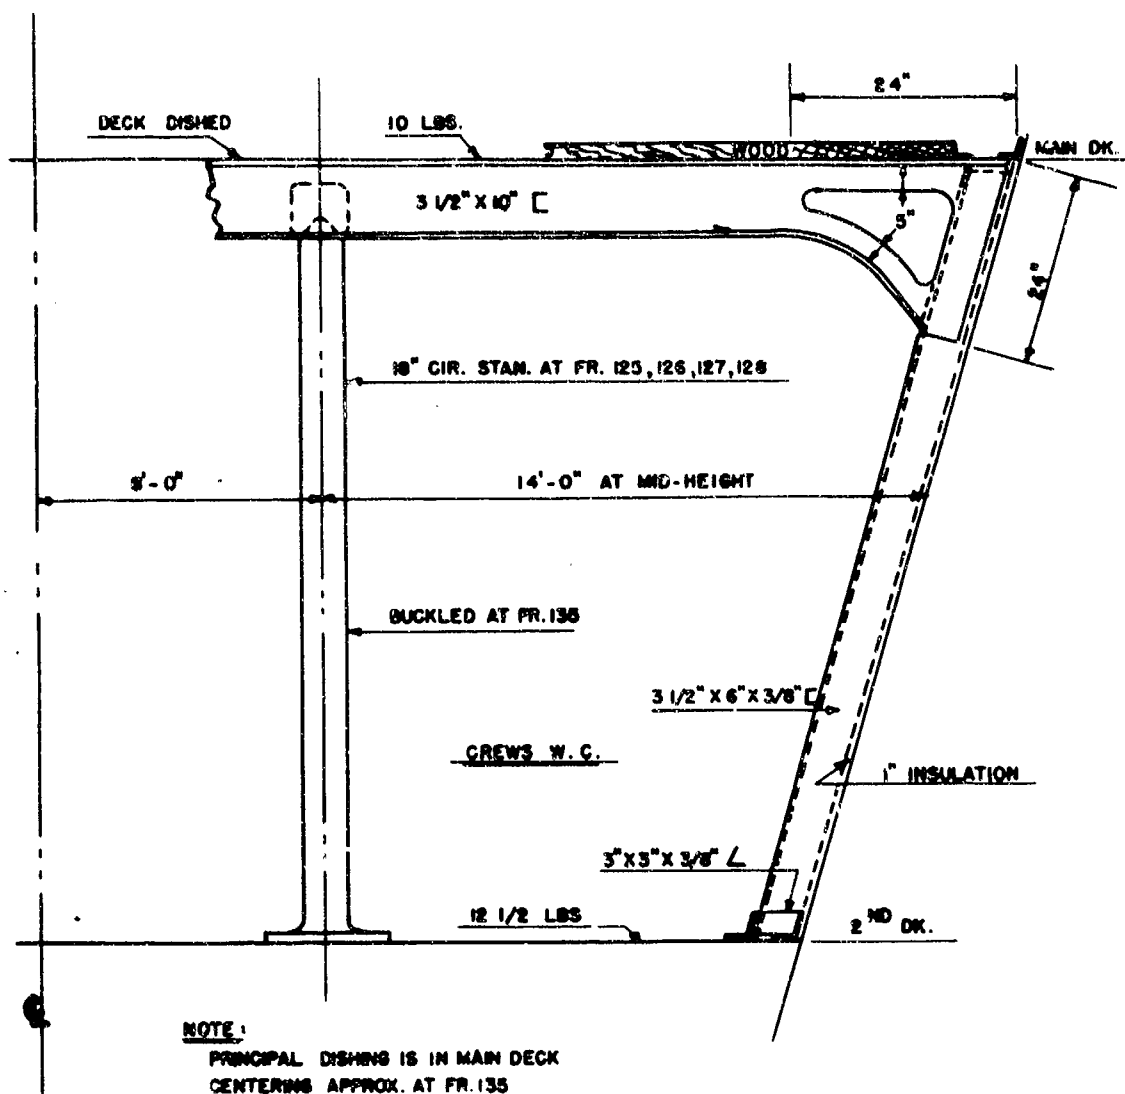 24"
DECK DISHED
10 LBS.
WOOD
MAIN DK.
3 1/2" X 10" [
5"
24"
18" CIR. STAN. AT FR. 125, 126, 127, 128
14'-0" AT MID-HEIGHT
BUCKLED AT FR. 135
3 1/2" X 6" X 3/8" [
CREWS W. C.
1" INSULATION
3" X 3" X 3/8" ∠
12 1/2 LBS
2ND DK.
NOTE:
PRINCIPAL DISHING IS IN MAIN DECK
CENTERING APPROX. AT FR. 135